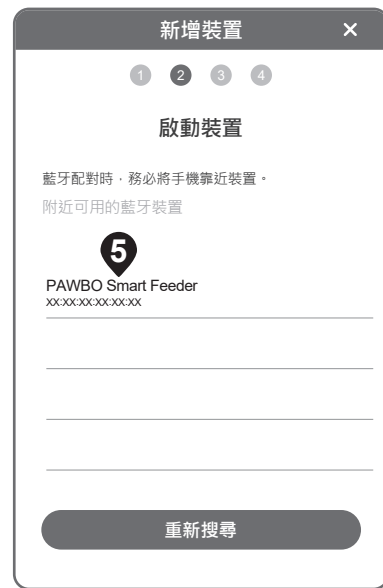 新增裝置 ×
1 2 3 4
啟動裝置
藍牙配對時，務必將手機靠近裝置。
附近可用的藍牙裝置
5
PAWBO Smart Feeder
XX:XX:XX:XX:XX:XX
重新搜尋